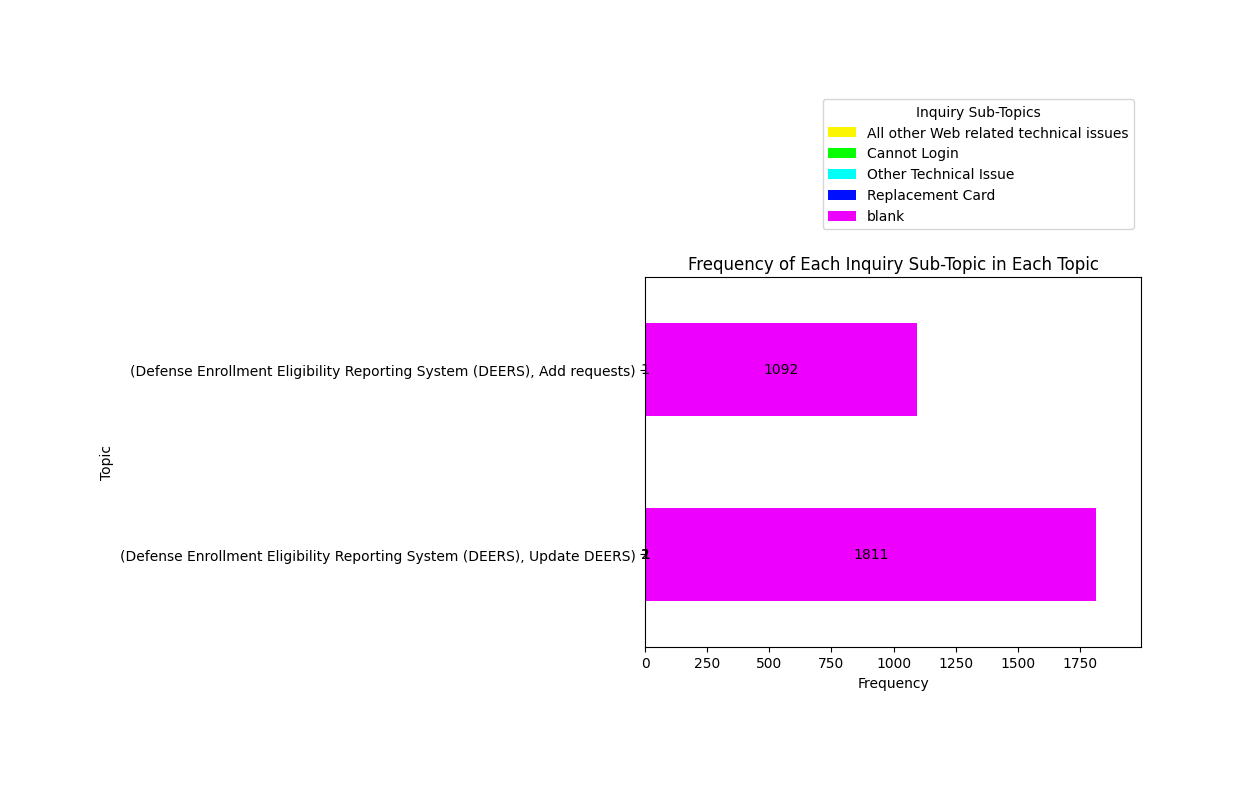 Inquiry Sub-Topics
All other Web related technical issues
Cannot Login
Other Technical Issue
Replacement Card
blank
Frequency of Each Inquiry Sub-Topic in Each Topic
(Defense Enrollment Eligibility Reporting System (DEERS), Add requests)
1
1092
Topic
(Defense Enrollment Eligibility Reporting System (DEERS), Update DEERS)
1811
0 250 500 750 1000 1250 1500 1750
Frequency